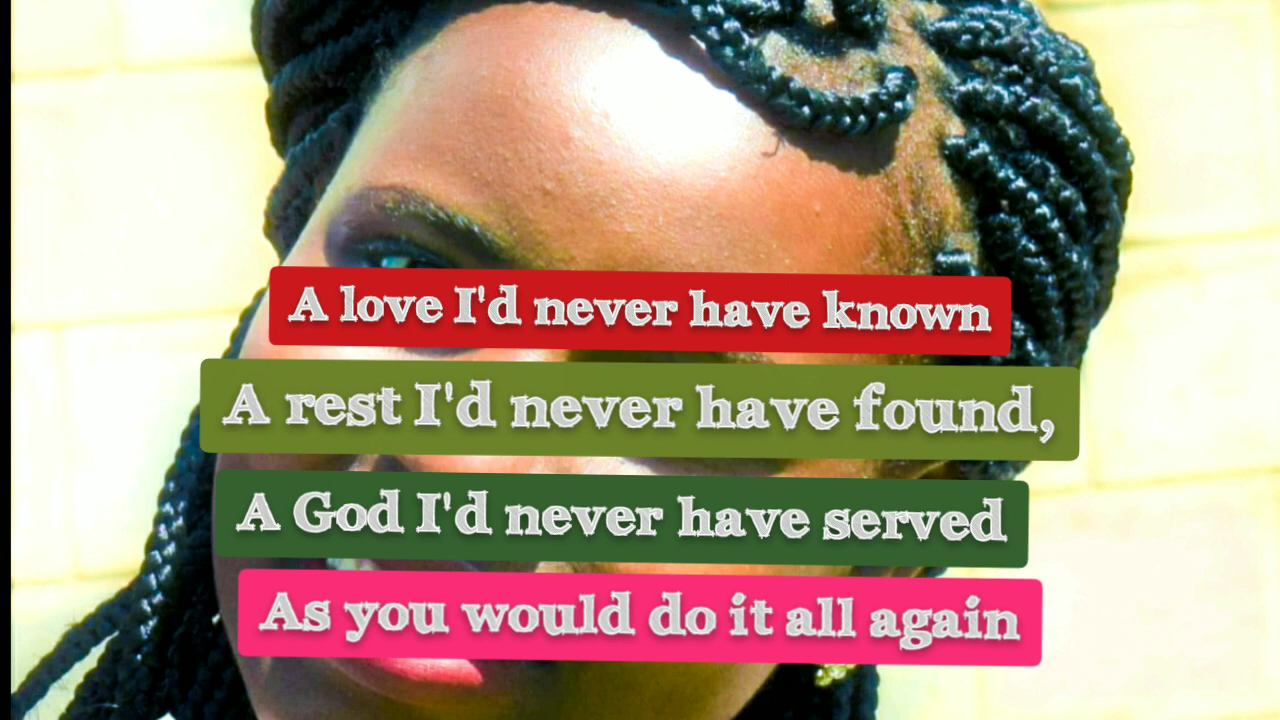 A love I'd never have known
A rest I'd never have found,
A God I'd never have served
As you would do it all again